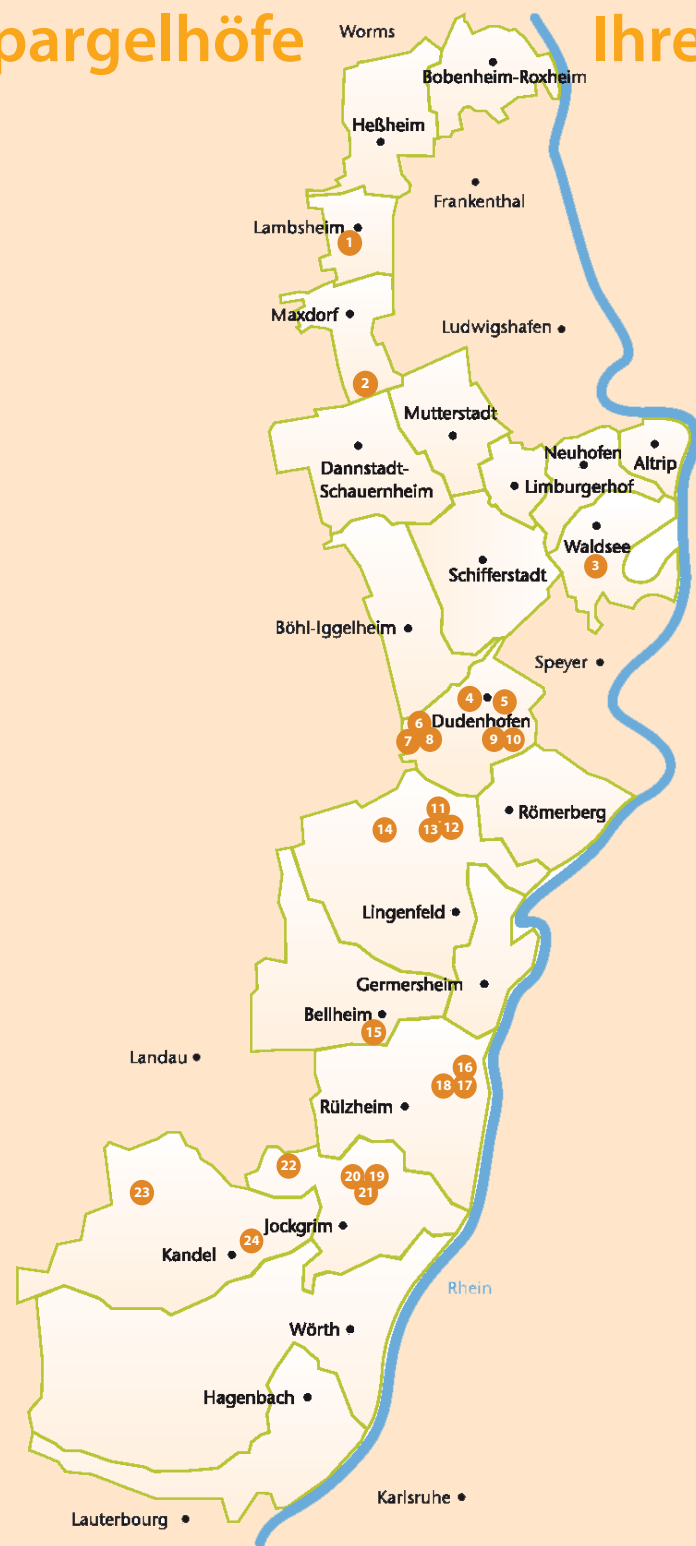 pargelhöfe
Ihre
Worms
Bobenheim-Roxheim
Heßheim
Frankenthal
Lambsheim
1
Maxdorf
Ludwigshafen
2
Mutterstadt
Neuhofen
Altrip
Dannstadt-
Schauernheim
Limburgerhof
Waldsee
3
Schifferstadt
Böhl-Iggelheim
Speyer
4
5
6
Dudenhofen
7
8
9
10
11
Römerberg
14
13
12
Lingenfeld
Germersheim
Bellheim
15
Landau
16
18
17
Rülzheim
22
20
19
23
21
Jockgrim
24
Kandel
Rhein
Wörth
Hagenbach
Karlsruhe
Lauterbourg